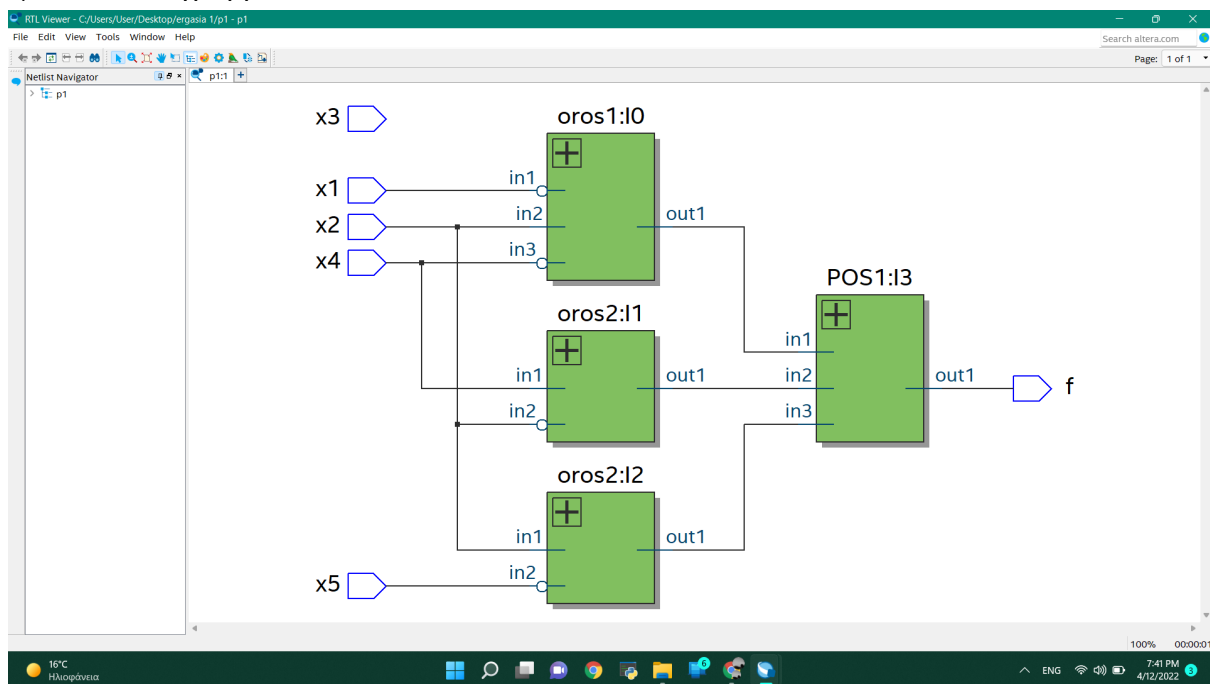 RTL Viewer - C:/Users/User/Desktop/ergasia 1/p1 - p1
File Edit View Tools Window Help
Search altera.com
Page: 1 of 1
Netlist Navigator
p1:1
p1
x3
oros1:I0
in1
x1
in2
out1
x2
in3
x4
POS1:I3
oros2:I1
in1
in1
out1
in2
out1
f
in2
in3
oros2:I2
in1
out1
in2
x5
100% 00:00:01
16°C
Ηλιοφάνεια
6
ENG
7:41 PM
4/12/2022
3